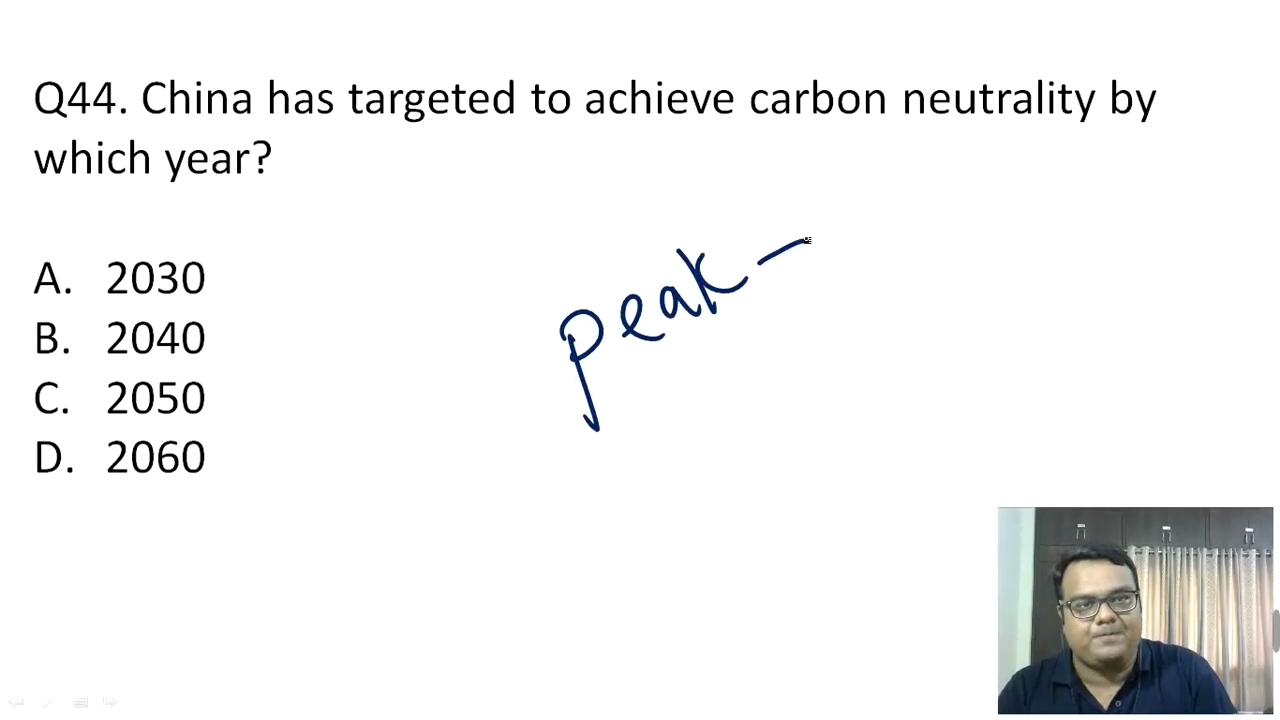 Q44. China has targeted to achieve carbon neutrality by
which year?
A. 2030
B. 2040
C. 2050
D. 2060
peak -